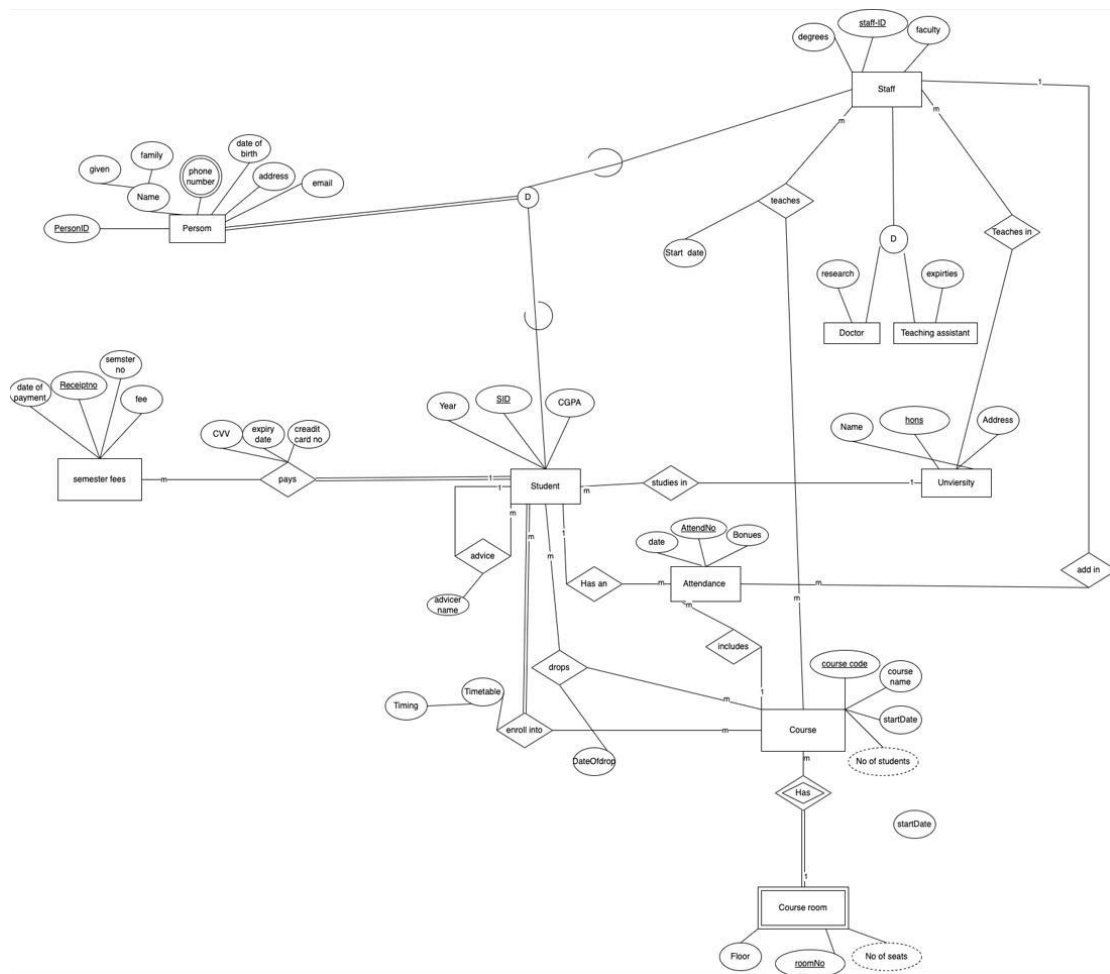 staff-ID
degrees
faculty
Staff
1
m
m
date of
birth
family
given
phone
number
address
email
Name
PersonID
Persom
D
teaches
Teaches in
Start date
D
research
expirties
Doctor
Teaching assistant
semster
no
date of
payment
Receiptno
fee
Year
SID
CGPA
Name
hons
Address
CVV
expiry
date
creadit
card no
semester fees
m
pays
1
Student
m
studies in
1
Unviersity
1
m
m
m
1
date
AttendNo
Bonues
advice
Has an
m
Attendance
m
add in
advicer
name
m
m
includes
drops
course code
course
name
Timetable
Timing
m
1
startDate
enroll into
m
Course
No of students
DateOfdrop
m
Has
startDate
1
Course room
Floor
roomNo
No of seats